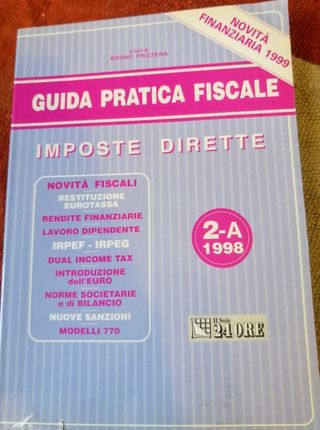 NOVITÀ
FINANZIARIA 1999
a cura di
BRUNO FRIZZERA
GUIDA PRATICA FISCALE
IMPOSTE DIRETTE
NOVITÀ FISCALI
RESTITUZIONE
EUROTASSA
RENDITE FINANZIARIE
LAVORO DIPENDENTE
IRPEF - IRPEG
DUAL INCOME TAX
INTRODUZIONE
dell'EURO
NORME SOCIETARIE
e di BILANCIO
NUOVE SANZIONI
MODELLI 770
2-A
1998
Il Sole
24 ORE